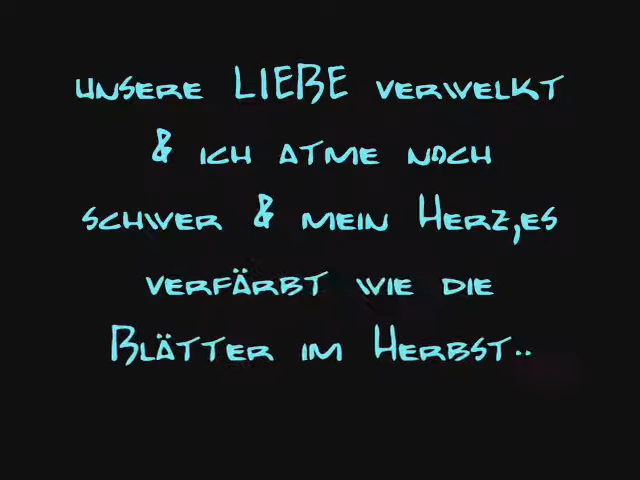 unsere LIEBE verwelkt
& ich atme noch
schwer & mein Herz,es
verfärbt wie die
Blätter im Herbst..